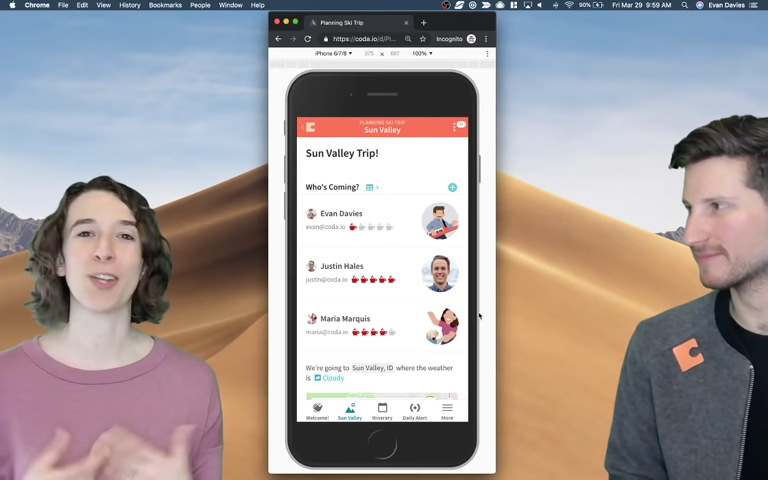 Chrome File Edit View History Bookmarks People Window Help 90% Fri Mar 29 9:59 AM Evan Davies
Planning Ski Trip
https://coda.io/d/Pl... Incognito
iPhone 6/7/8 375 × 667 100%
PLANNING SKI TRIP
Sun Valley
Sun Valley Trip!
Who's Coming?
Evan Davies
evan@coda.io
Justin Hales
justin@coda.io
Maria Marquis
maria@coda.io
We're going to Sun Valley, ID where the weather
is Cloudy
Welcome! Sun Valley Itinerary Daily Alert More